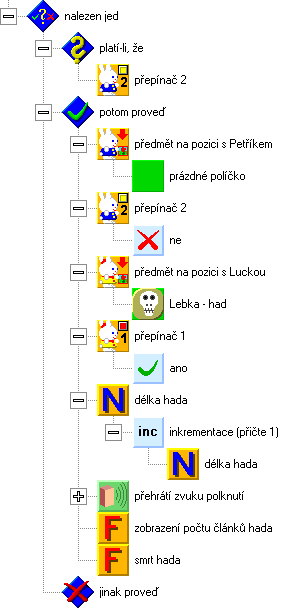 nalezen jed
platí-li, že
2 přepínač 2
potom proveď
předmět na pozici s Petříkem
prázdné políčko
2 přepínač 2
ne
předmět na pozici s Luckou
Lebka - had
1 přepínač 1
ano
N délka hada
inc inkrementace (přičte 1)
N délka hada
přehrátí zvuku polknutí
F zobrazení počtu článků hada
F smrt hada
jinak proveď